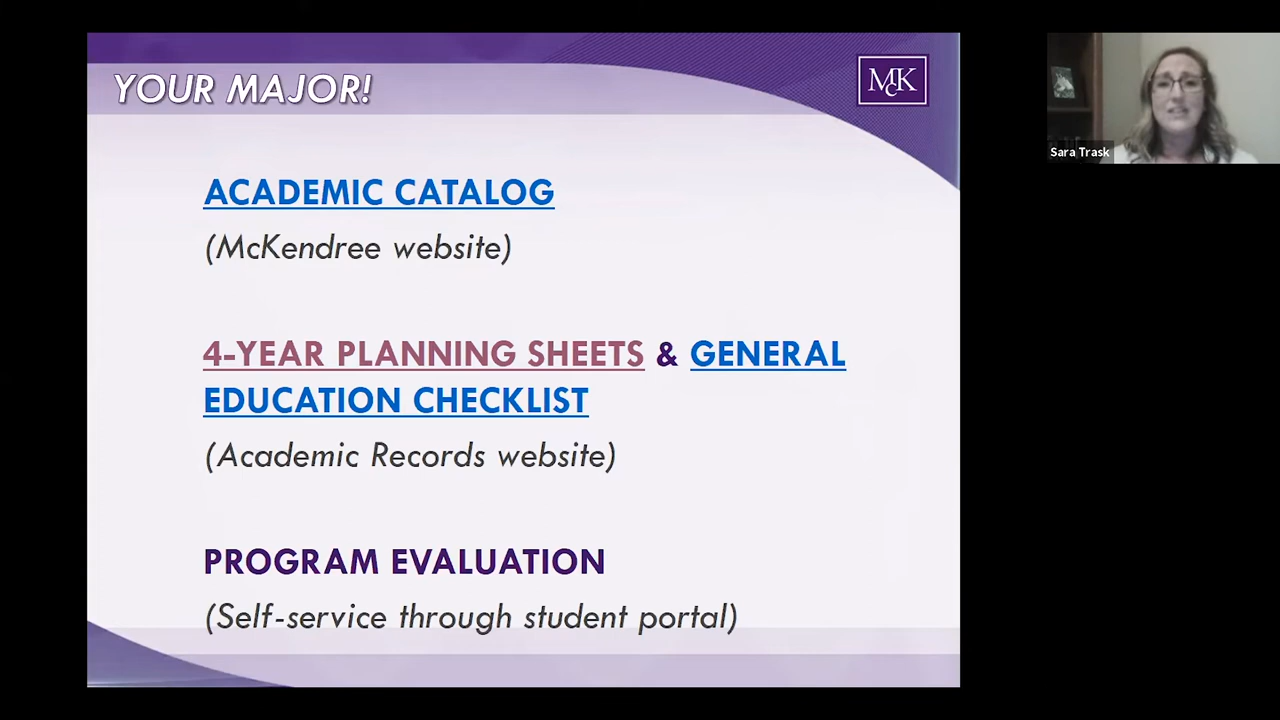 YOUR MAJOR!
McK
Sara Trask
ACADEMIC CATALOG
(McKendree website)
4-YEAR PLANNING SHEETS & GENERAL
EDUCATION CHECKLIST
(Academic Records website)
PROGRAM EVALUATION
(Self-service through student portal)